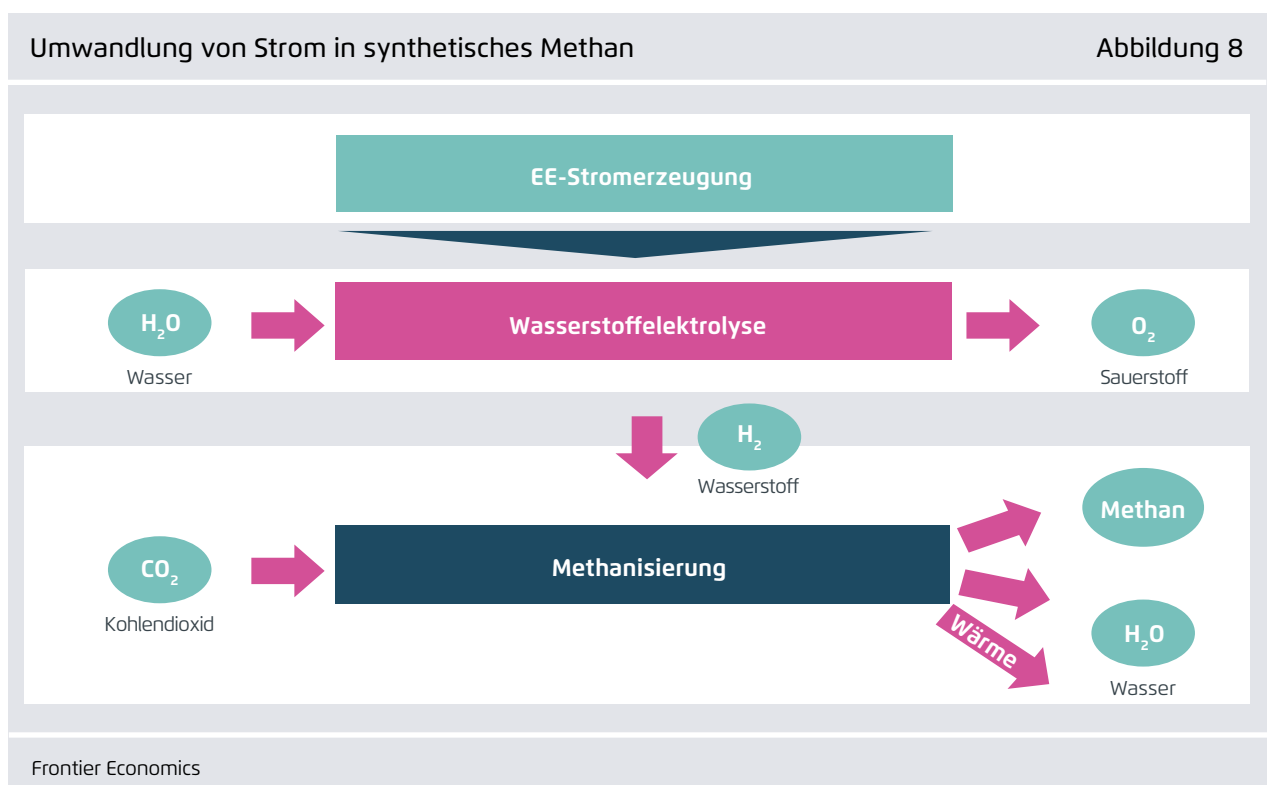 Umwandlung von Strom in synthetisches Methan
Abbildung 8
EE-Stromerzeugung
H₂O
Wasser
Wasserstoffelektrolyse
O₂
Sauerstoff
H₂
Wasserstoff
CO₂
Kohlendioxid
Methanisierung
Methan
Wärme
H₂O
Wasser
Frontier Economics